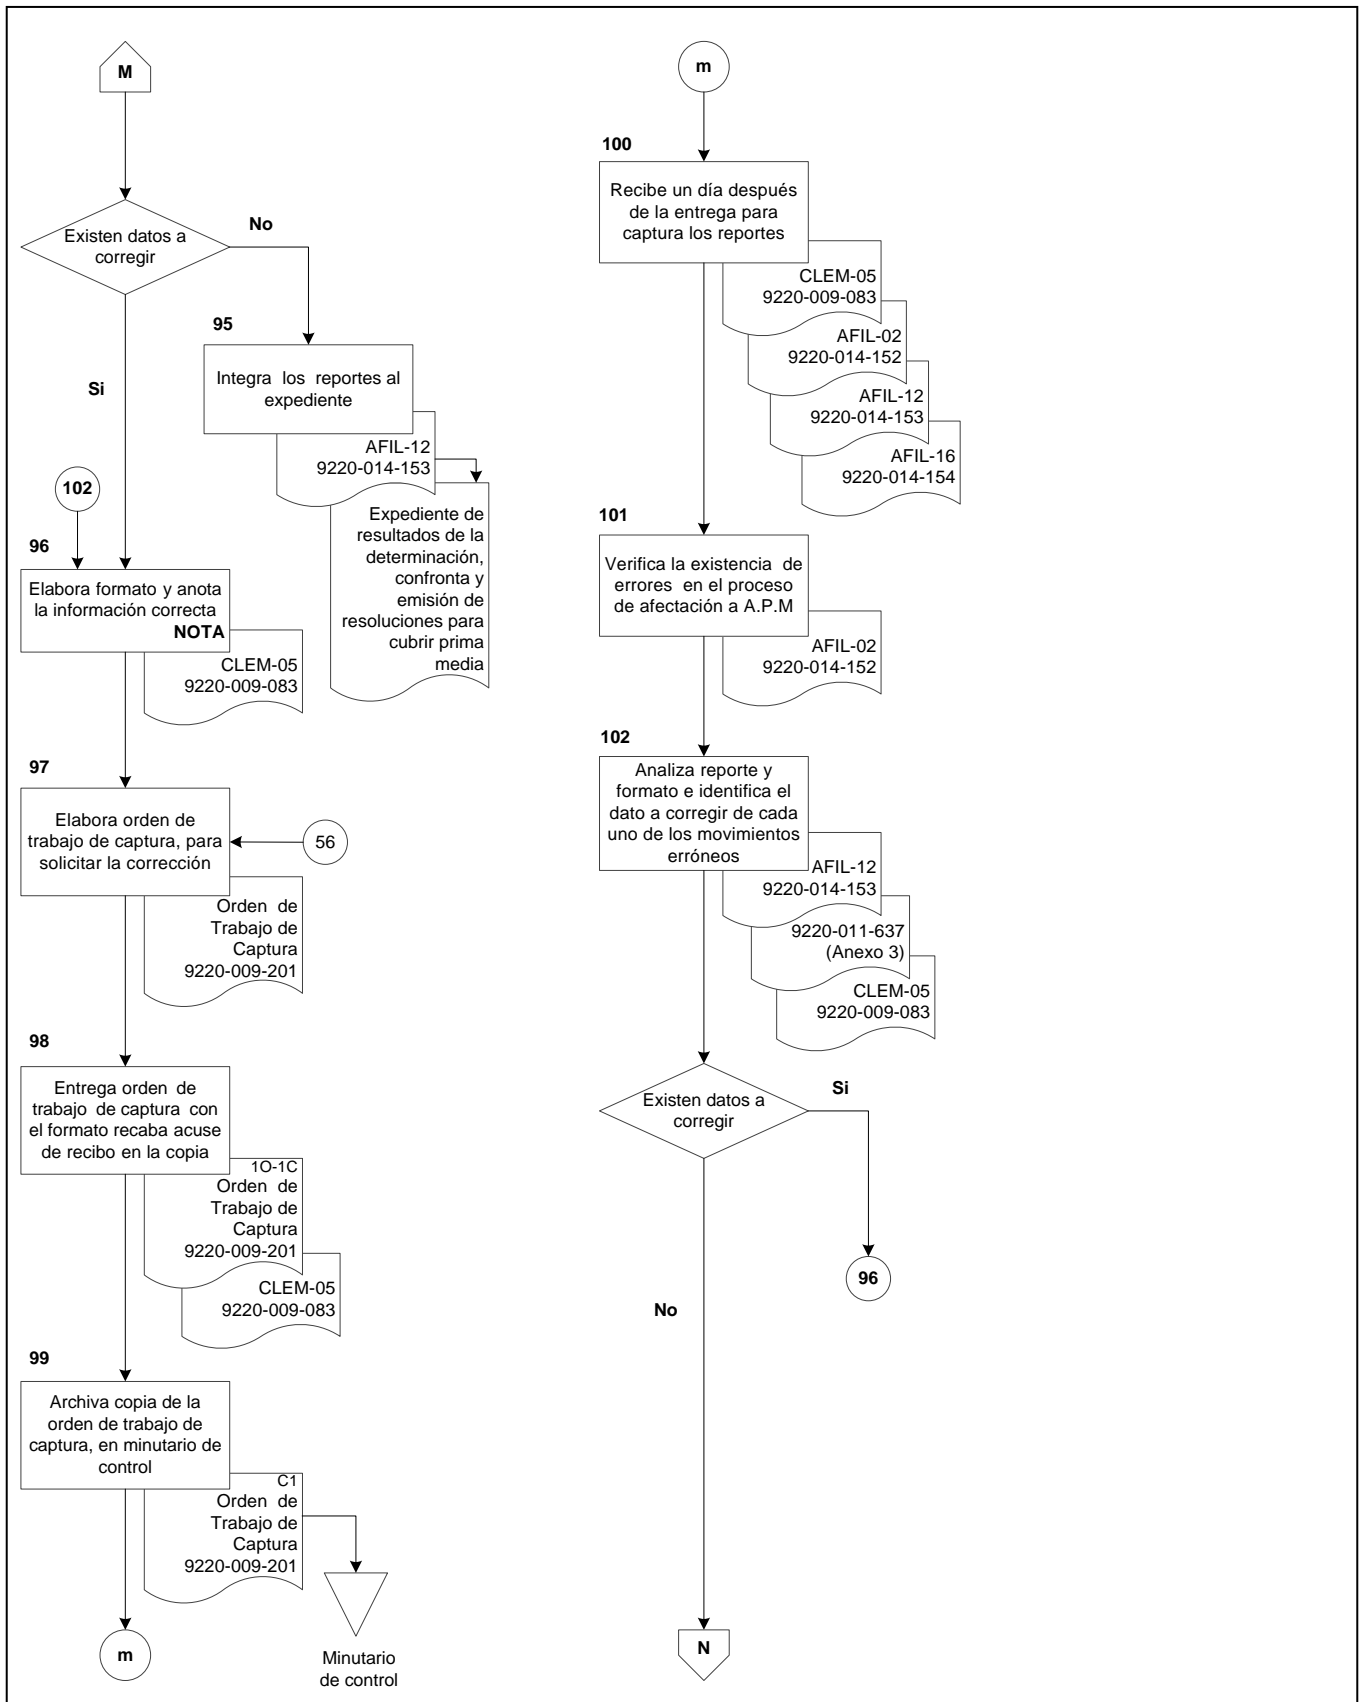 M
Existen datos a
corregir
No
Si
95
Integra los reportes al
expediente
AFIL-12
9220-014-153
Expediente de
resultados de la
determinación,
confronta y
emisión de
resoluciones para
cubrir prima
media
102
96
Elabora formato y anota
la información correcta
NOTA
CLEM-05
9220-009-083
97
Elabora orden de
trabajo de captura, para
solicitar la corrección
56
Orden de
Trabajo de
Captura
9220-009-201
98
Entrega orden de
trabajo de captura con
el formato recaba acuse
de recibo en la copia
1O-1C
Orden de
Trabajo de
Captura
9220-009-201
CLEM-05
9220-009-083
99
Archiva copia de la
orden de trabajo de
captura, en minutario de
control
C1
Orden de
Trabajo de
Captura
9220-009-201
Minutario
de control
m
m
100
Recibe un día después
de la entrega para
captura los reportes
CLEM-05
9220-009-083
AFIL-02
9220-014-152
AFIL-12
9220-014-153
AFIL-16
9220-014-154
101
Verifica la existencia de
errores en el proceso
de afectación a A.P.M
AFIL-02
9220-014-152
102
Analiza reporte y
formato e identifica el
dato a corregir de cada
uno de los movimientos
erróneos
AFIL-12
9220-014-153
9220-011-637
(Anexo 3)
CLEM-05
9220-009-083
Existen datos a
corregir
Si
96
No
N